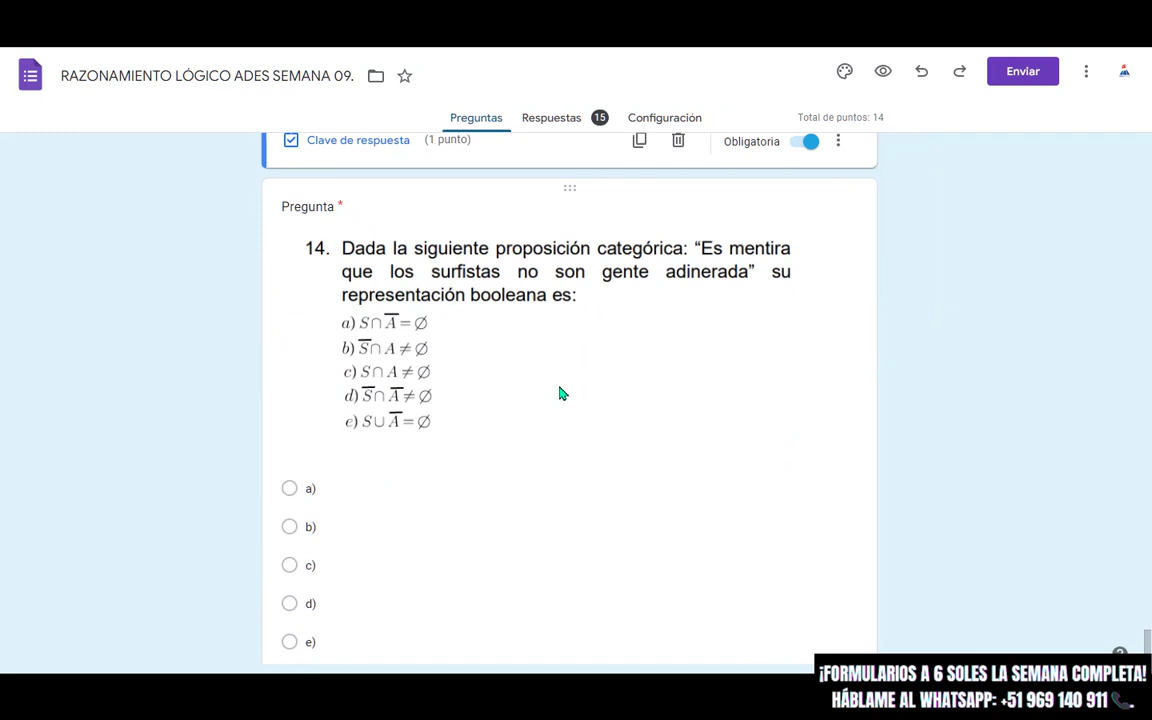 RAZONAMIENTO LÓGICO ADES SEMANA 09.
Enviar
Preguntas
Respuestas 15
Configuración
Total de puntos: 14
Clave de respuesta (1 punto)
Obligatoria
Pregunta *
14. Dada la siguiente proposición categórica: “Es mentira
que los surfistas no son gente adinerada” su
representación booleana es:
a) S∩A̅=∅
b) S̅∩A≠∅
c) S∩A≠∅
d) S̅∩A̅≠∅
e) S∪A̅=∅
a)
b)
c)
d)
e)
¡FORMULARIOS A 6 SOLES LA SEMANA COMPLETA!
HÁBLAME AL WHATSAPP: +51 969 140 911 📞.